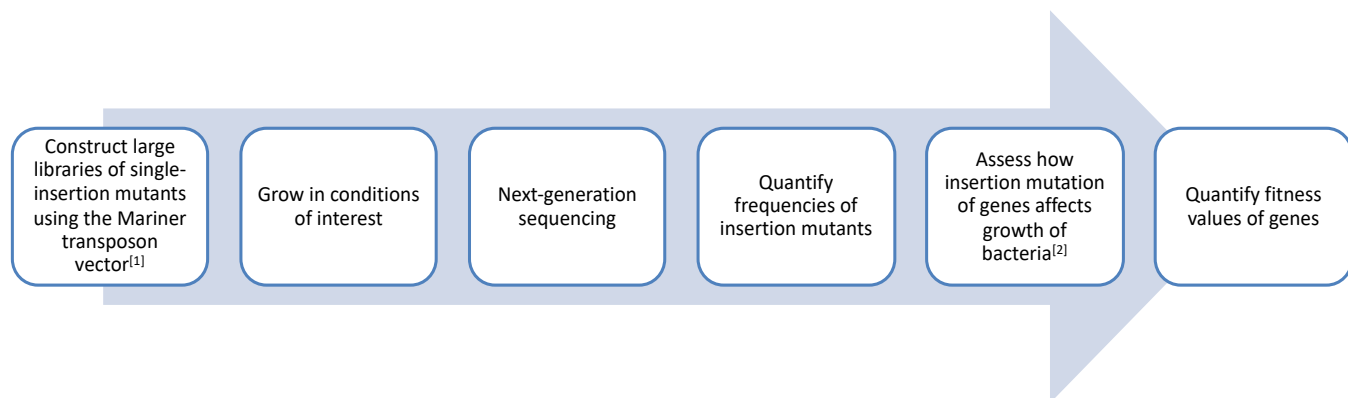 Construct large
libraries of single-
insertion mutants
using the Mariner
transposon
vector[1]
Grow in conditions
of interest
Next-generation
sequencing
Quantify
frequencies of
insertion mutants
Assess how
insertion mutation
of genes affects
growth of
bacteria[2]
Quantify fitness
values of genes